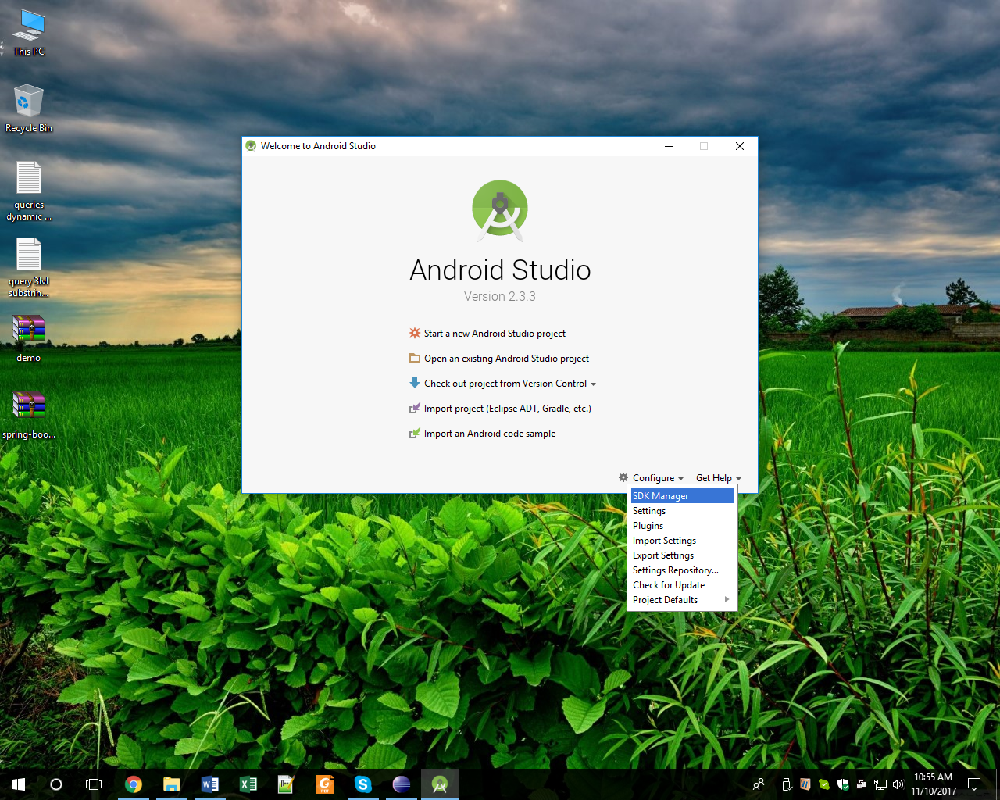 This PC
Recycle Bin
queries
dynamic ...
query 3lvl
substrin...
demo
spring-boo...
Welcome to Android Studio
Android Studio
Version 2.3.3
Start a new Android Studio project
Open an existing Android Studio project
Check out project from Version Control
Import project (Eclipse ADT, Gradle, etc.)
Import an Android code sample
Configure
Get Help
SDK Manager
Settings
Plugins
Import Settings
Export Settings
Settings Repository...
Check for Update
Project Defaults
10:55 AM
11/10/2017